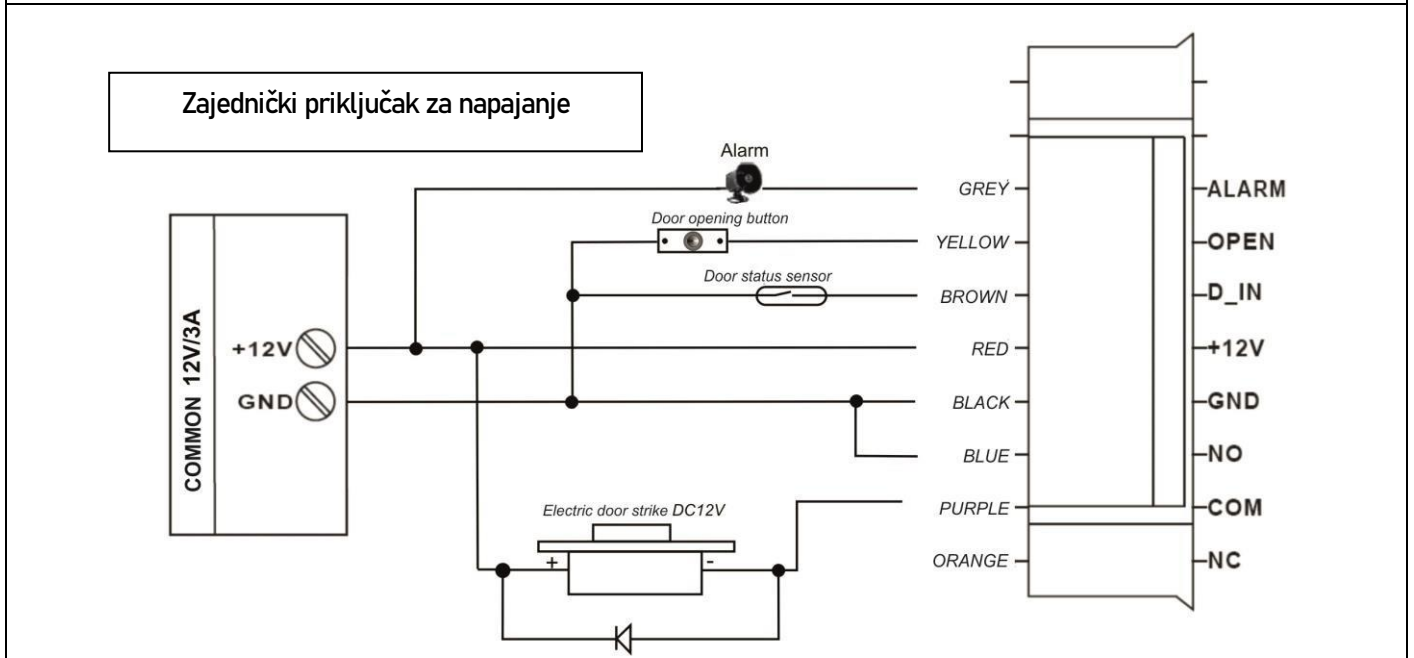 Zajednički priključak za napajanje
Alarm
GREY
ALARM
Door opening button
YELLOW
OPEN
Door status sensor
BROWN
D_IN
COMMON 12V/3A
+12V
RED
+12V
GND
BLACK
GND
BLUE
NO
Electric door strike DC12V
PURPLE
COM
+
-
ORANGE
NC